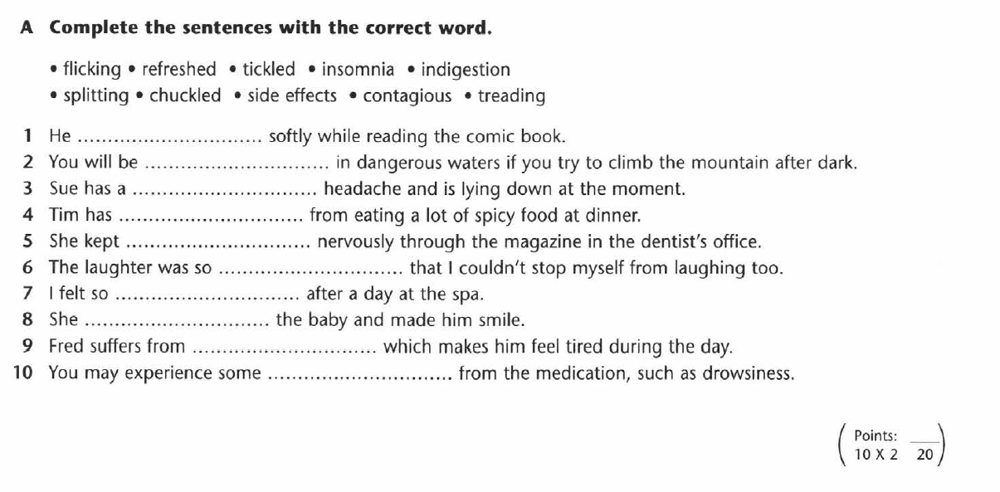 A Complete the sentences with the correct word.
• flicking • refreshed • tickled • insomnia • indigestion
• splitting • chuckled • side effects • contagious • treading
1 He .............................. softly while reading the comic book.
2 You will be .............................. in dangerous waters if you try to climb the mountain after dark.
3 Sue has a .............................. headache and is lying down at the moment.
4 Tim has .............................. from eating a lot of spicy food at dinner.
5 She kept .............................. nervously through the magazine in the dentist's office.
6 The laughter was so .............................. that I couldn't stop myself from laughing too.
7 I felt so .............................. after a day at the spa.
8 She .............................. the baby and made him smile.
9 Fred suffers from .............................. which makes him feel tired during the day.
10 You may experience some .............................. from the medication, such as drowsiness.
(Points: ___
10 X 2 20)